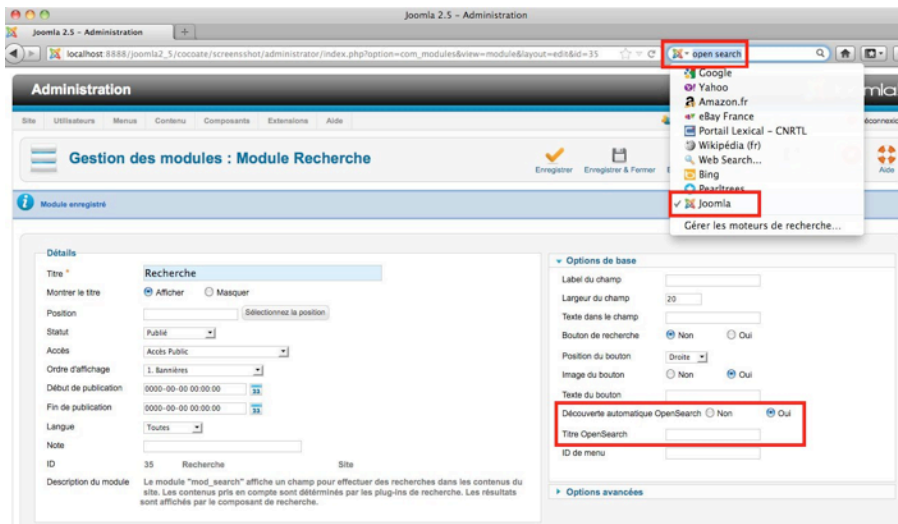 Joomla 2.5 – Administration
Joomla 2.5 – Administration
localhost:8888/joomla2_5/cocoate/screensshot/administrator/index.php?option=com_modules&view=module&layout=edit&id=35
open search
Google
Yahoo
Amazon.fr
eBay France
Portail Lexical – CNRTL
Wikipédia (fr)
Web Search...
Bing
Pearltrees
Joomla
Gérer les moteurs de recherche...
Administration
Site Utilisateurs Menus Contenu Composants Extensions Aide
Gestion des modules : Module Recherche
Enregistrer Enregistrer & Fermer
Aide
Module enregistré
Détails
Titre *
Recherche
Montrer le titre
Afficher Masquer
Position
Sélectionnez la position
Statut
Publié
Accès
Accès Public
Ordre d'affichage
1. Bannières
Début de publication
0000-00-00 00:00:00
Fin de publication
0000-00-00 00:00:00
Langue
Toutes
Note
ID
35 Recherche Site
Description du module
Le module "mod_search" affiche un champ pour effectuer des recherches dans les contenus du
site. Les contenus pris en compte sont détérminés par les plug-ins de recherche. Les résultats
sont affichés par le composant de recherche.
Options de base
Label du champ
Largeur du champ 20
Texte dans le champ
Bouton de recherche Non Oui
Position du bouton Droite
Image du bouton Non Oui
Texte du bouton
Découverte automatique OpenSearch Non Oui
Titre OpenSearch
ID de menu
Options avancées